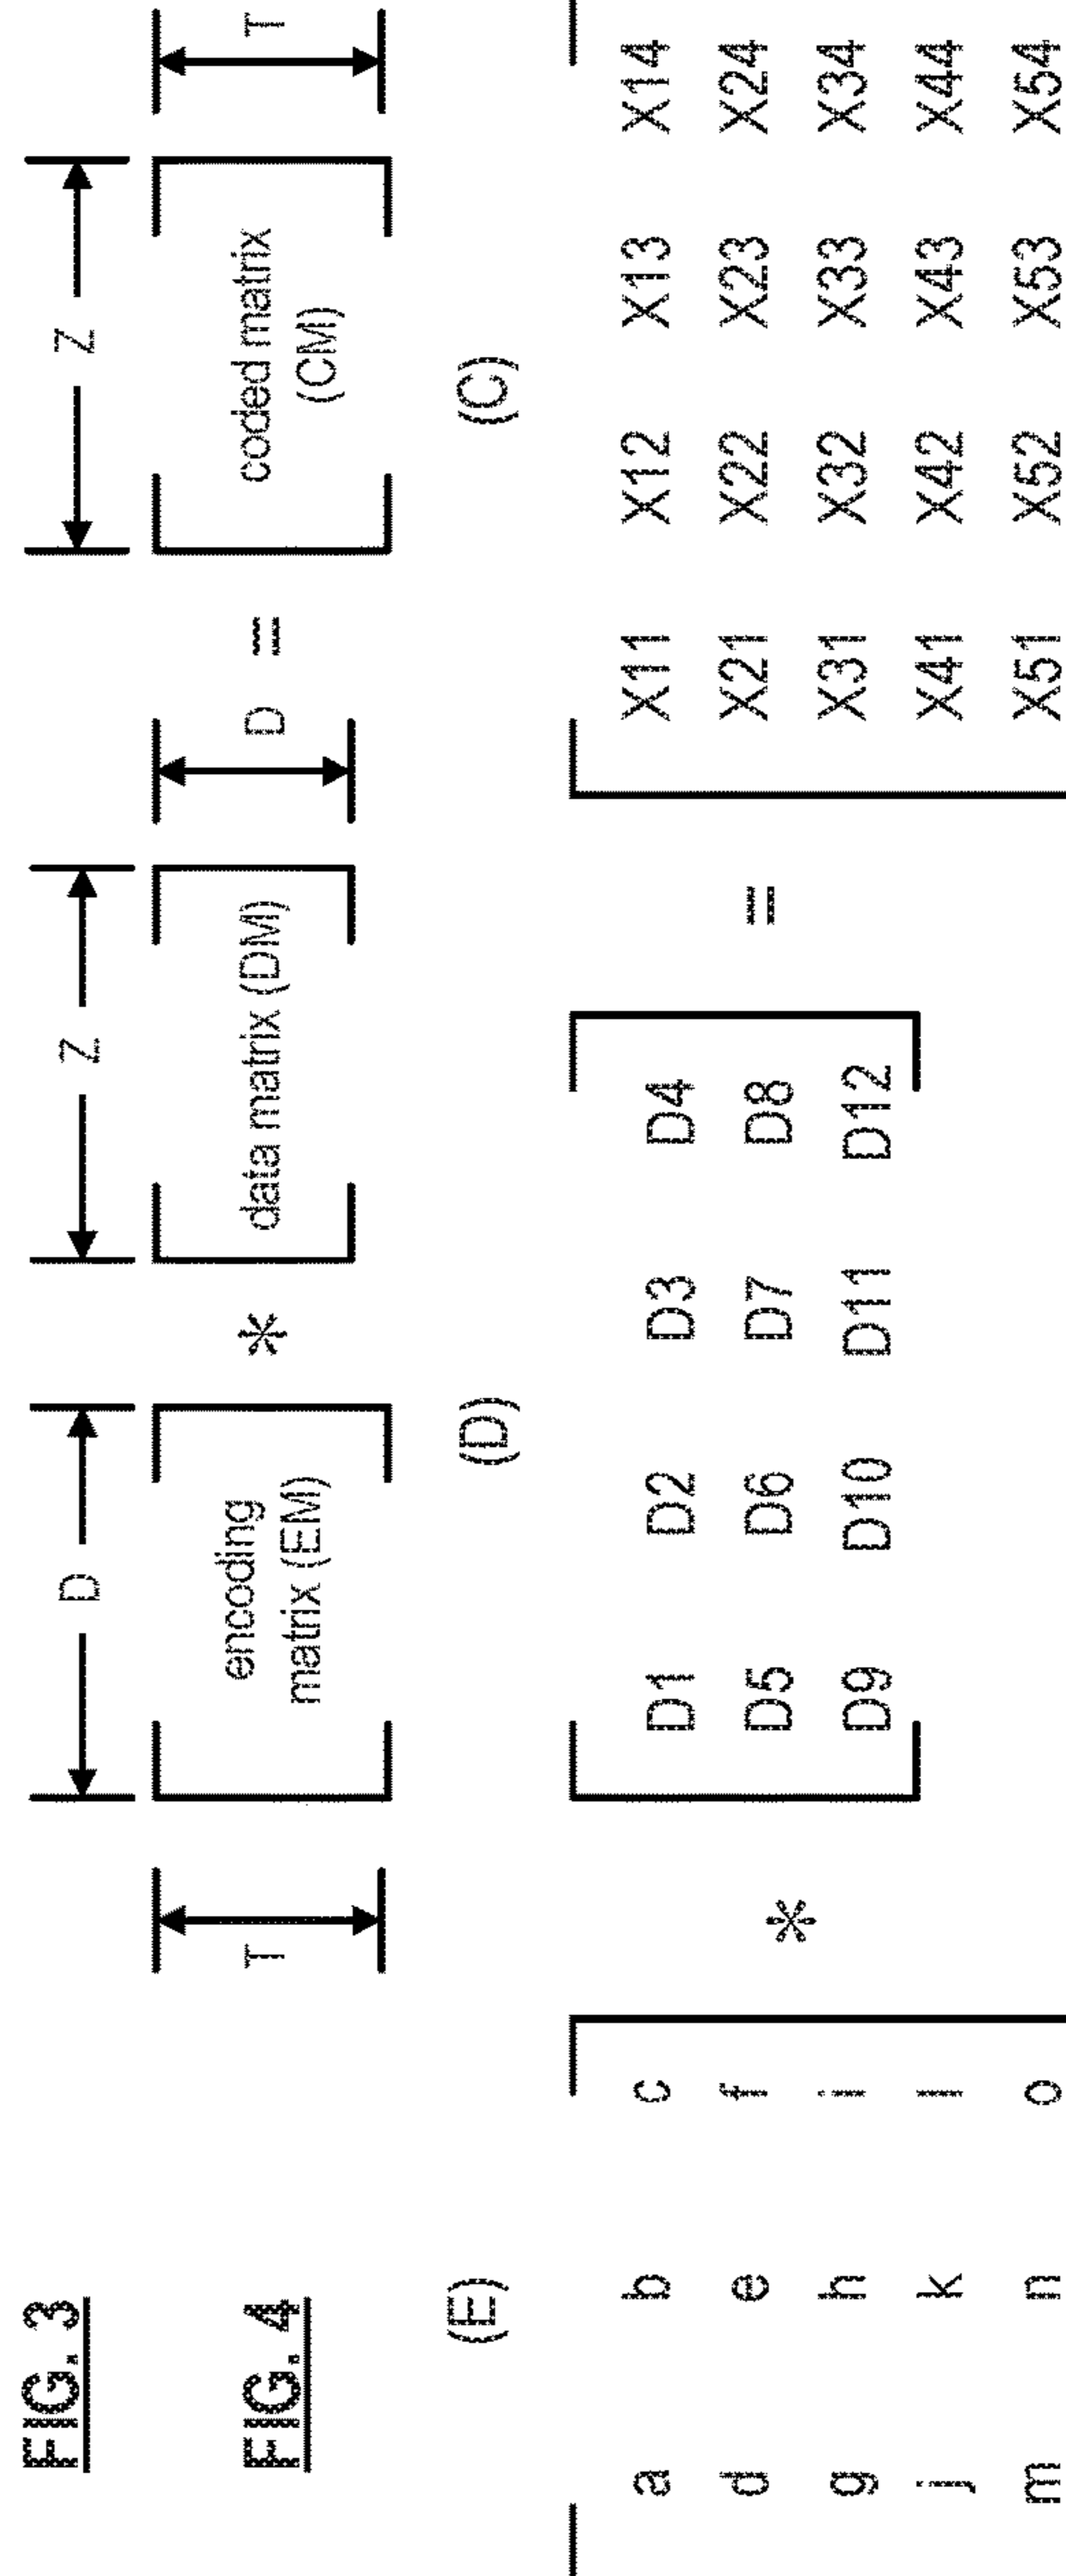 FIG. 3
D Z Z
FIG. 4
T encoding * data matrix (DM) D = coded matrix T
matrix (EM) (CM)
(E) (D) (C)
a b c D1 D2 D3 D4 X11 X12 X13 X14
d e f * D5 D6 D7 D8 = X21 X22 X23 X24
g h i D9 D10 D11 D12 X31 X32 X33 X34
j k l X41 X42 X43 X44
m n o X51 X52 X53 X54